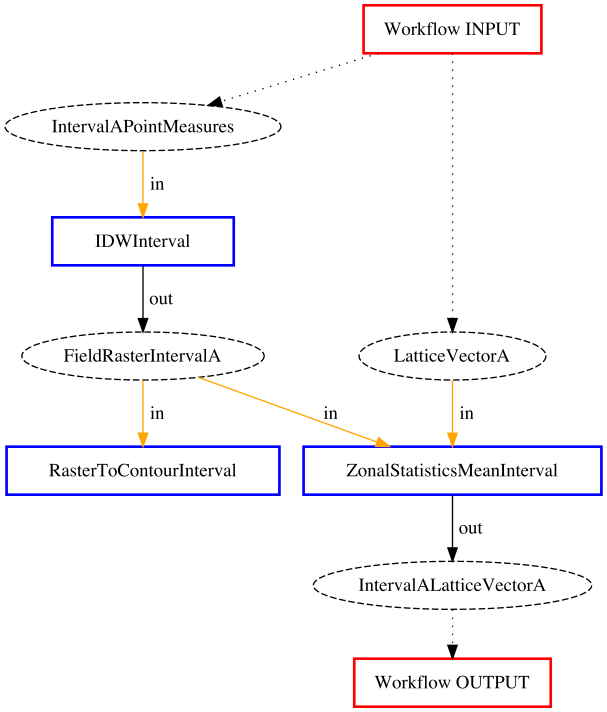 Workflow INPUT
IntervalAPointMeasures
in
IDWInterval
out
FieldRasterIntervalA
LatticeVectorA
in
in
in
RasterToContourInterval
ZonalStatisticsMeanInterval
out
IntervalALatticeVectorA
Workflow OUTPUT